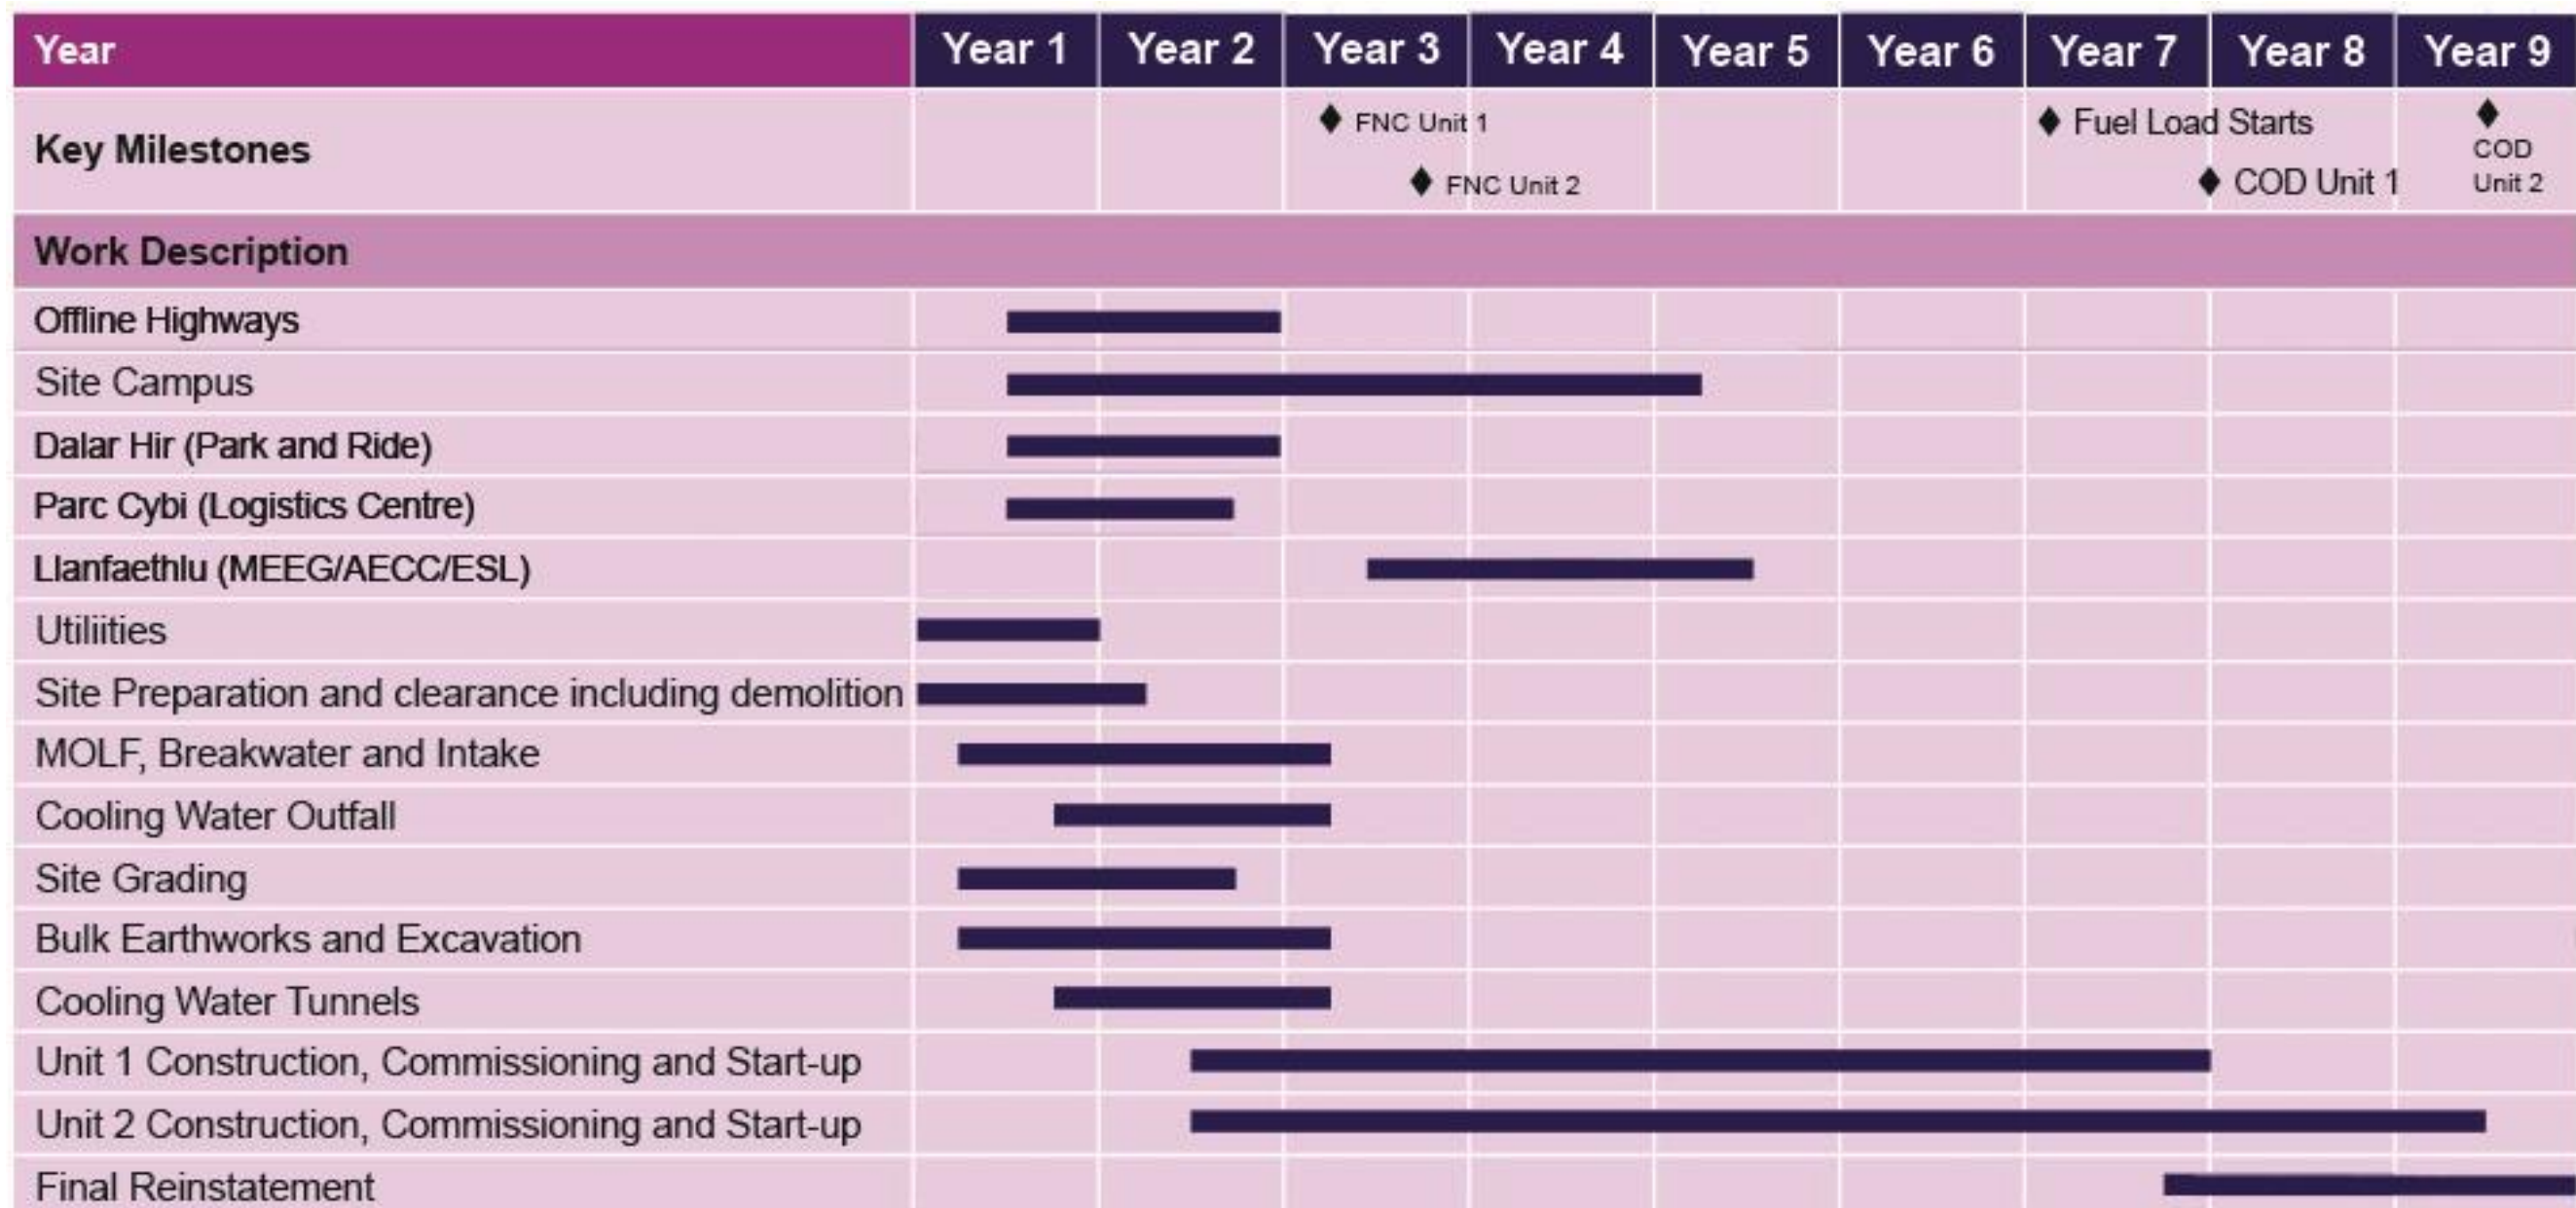 Year Year 1 Year 2 Year 3 Year 4 Year 5 Year 6 Year 7 Year 8 Year 9
Key Milestones
FNC Unit 1
FNC Unit 2
Fuel Load Starts
COD Unit 1
COD
Unit 2
Work Description
Offline Highways
Site Campus
Dalar Hir (Park and Ride)
Parc Cybi (Logistics Centre)
Llanfaethlu (MEEG/AECC/ESL)
Utiliities
Site Preparation and clearance including demolition
MOLF, Breakwater and Intake
Cooling Water Outfall
Site Grading
Bulk Earthworks and Excavation
Cooling Water Tunnels
Unit 1 Construction, Commissioning and Start-up
Unit 2 Construction, Commissioning and Start-up
Final Reinstatement